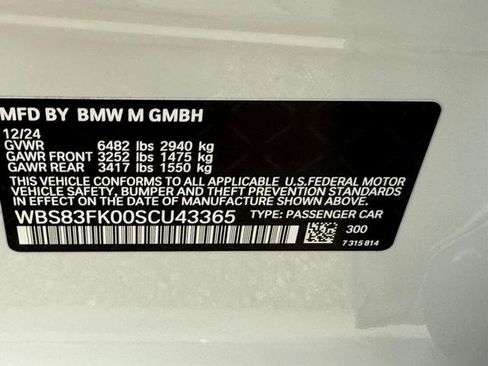 MFD BY BMW M GMBH
12/24
GVWR 6482 lbs 2940 kg
GAWR FRONT 3252 lbs 1475 kg
GAWR REAR 3417 lbs 1550 kg
THIS VEHICLE CONFORMS TO ALL APPLICABLE U.S.FEDERAL MOTOR
VEHICLE SAFETY, BUMPER, AND THEFT PREVENTION STANDARDS
IN EFFECT ON THE DATE OF MANUFACTURE SHOWN ABOVE.
WBS83FK00SCU43365 TYPE: PASSENGER CAR
300
7 315 814